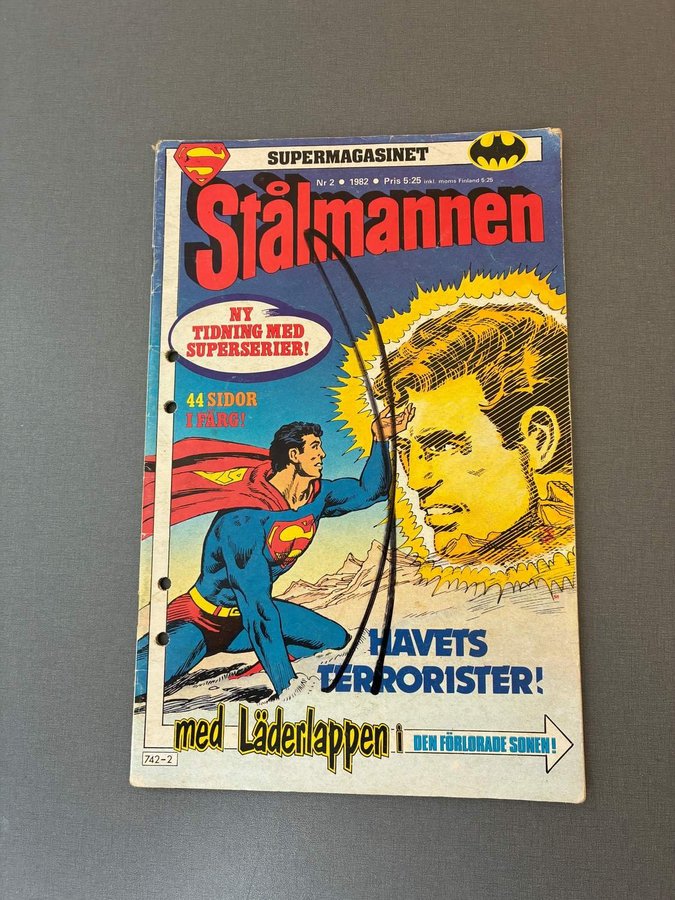 SUPERMAGASINET
Nr 2 • 1982 • Pris 5:25 inkl. moms Finland 5:25
Stålmannen
NY
TIDNING MED
SUPERSERIER!
44 SIDOR
I FÄRG!
HAVETS
TERRORISTER!
med Läderlappen i DEN FÖRLORADE SONEN!
742-2